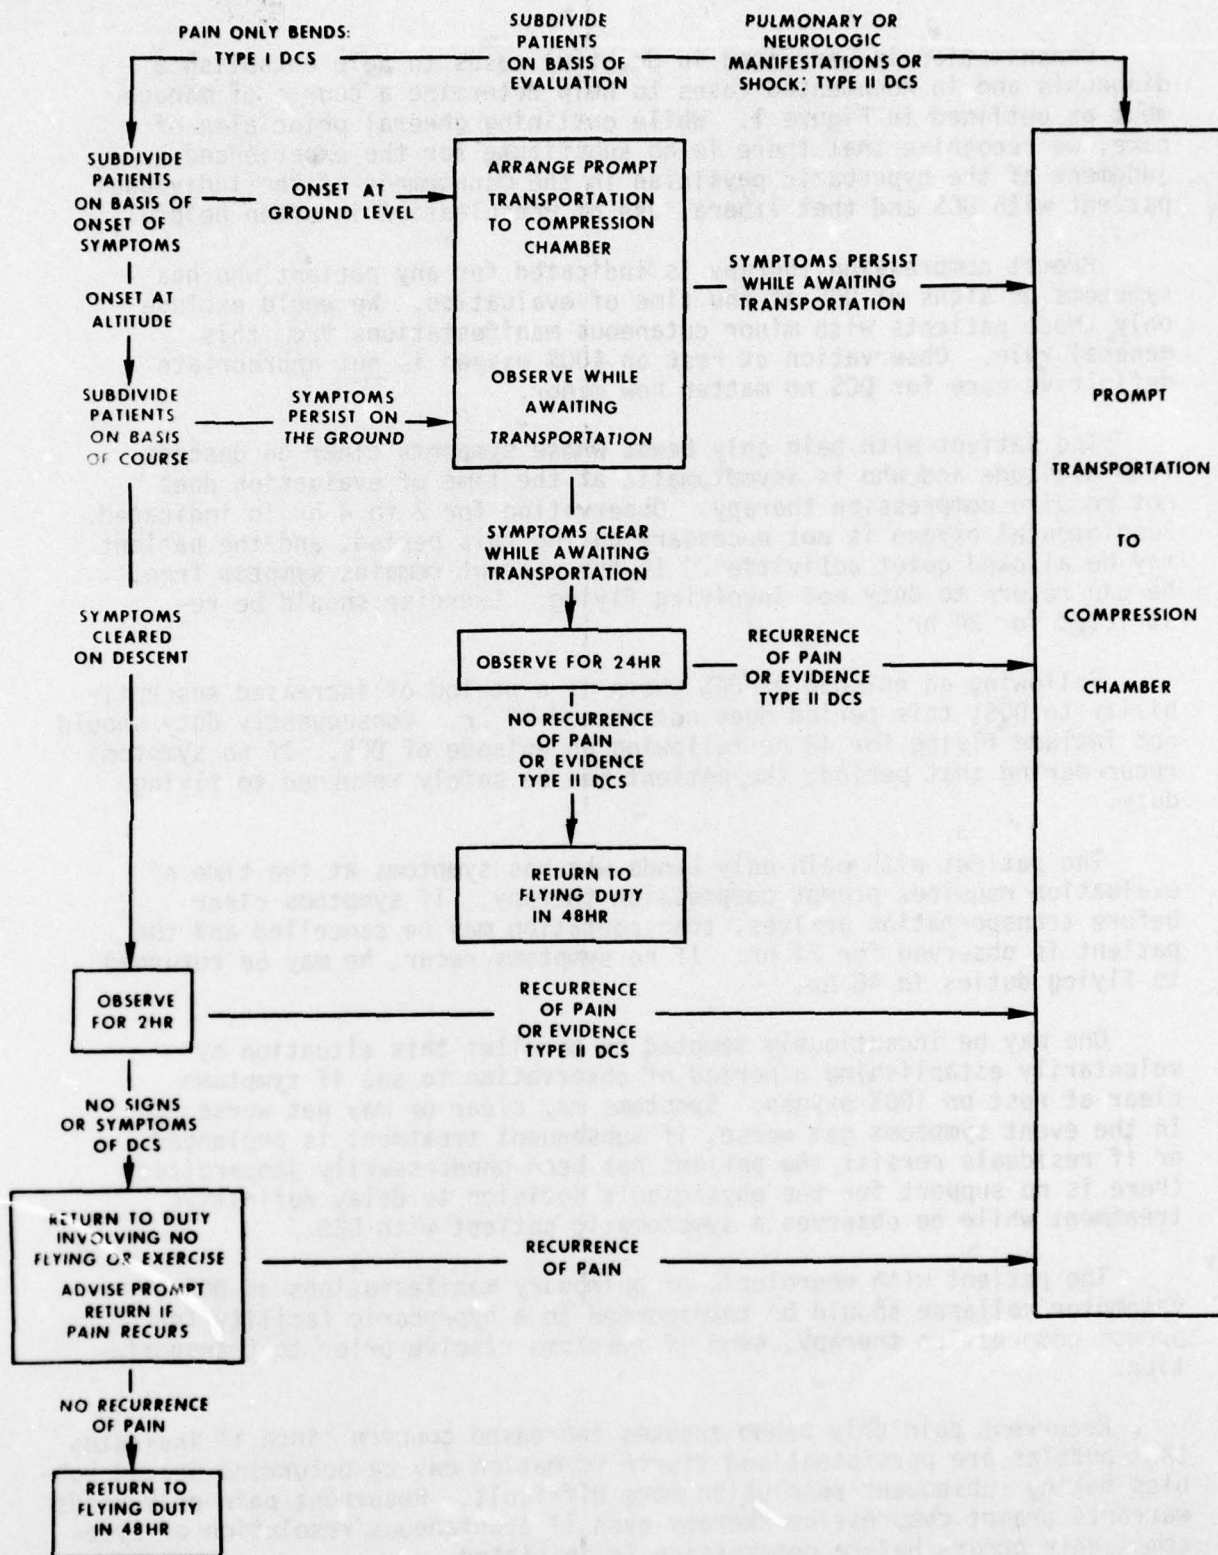 PAIN ONLY BENDS:
TYPE I DCS
SUBDIVIDE
PATIENTS
ON BASIS OF
EVALUATION
PULMONARY OR
NEUROLOGIC
MANIFESTATIONS OR
SHOCK; TYPE II DCS
SUBDIVIDE
PATIENTS
ON BASIS OF
ONSET OF
SYMPTOMS
ONSET AT
GROUND LEVEL
ARRANGE PROMPT
TRANSPORTATION
TO COMPRESSION
CHAMBER
OBSERVE WHILE
AWAITING
TRANSPORTATION
SYMPTOMS PERSIST
WHILE AWAITING
TRANSPORTATION
ONSET AT
ALTITUDE
SUBDIVIDE
PATIENTS
ON BASIS
OF COURSE
SYMPTOMS
PERSIST ON
THE GROUND
PROMPT
TRANSPORTATION
TO
COMPRESSION
CHAMBER
SYMPTOMS CLEAR
WHILE AWAITING
TRANSPORTATION
SYMPTOMS
CLEARED
ON DESCENT
OBSERVE FOR 24HR
RECURRENCE
OF PAIN
OR EVIDENCE
TYPE II DCS
NO RECURRENCE
OF PAIN
OR EVIDENCE
TYPE II DCS
RETURN TO
FLYING DUTY
IN 48HR
OBSERVE
FOR 2HR
RECURRENCE
OF PAIN
OR EVIDENCE
TYPE II DCS
NO SIGNS
OR SYMPTOMS
OF DCS
RETURN TO DUTY
INVOLVING NO
FLYING OR EXERCISE
ADVISE PROMPT
RETURN IF
PAIN RECURS
RECURRENCE
OF PAIN
NO RECURRENCE
OF PAIN
RETURN TO
FLYING DUTY
IN 48HR